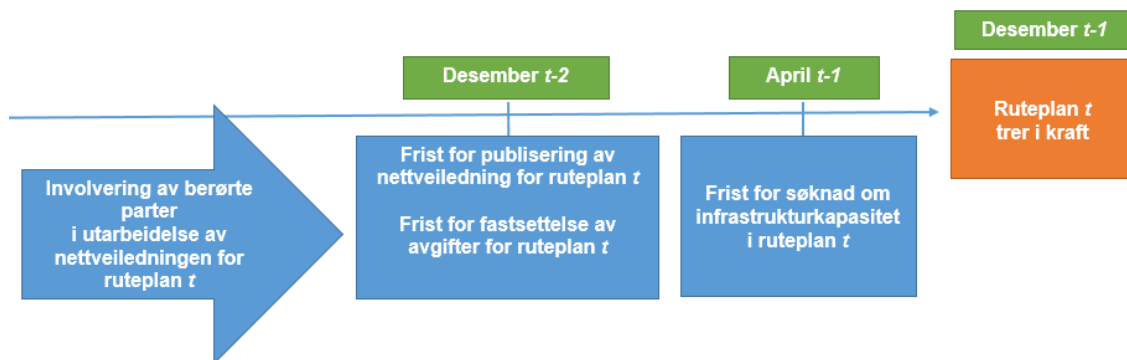 Involvering av berørte
parter
i utarbeidelse av
nettveiledningen for
ruteplan t
Desember t-2
Frist for publisering av
nettveiledning for ruteplan t
Frist for fastsettelse av
avgifter for ruteplan t
April t-1
Frist for søknad om
infrastrukturkapasitet
i ruteplan t
Desember t-1
Ruteplan t
trer i kraft